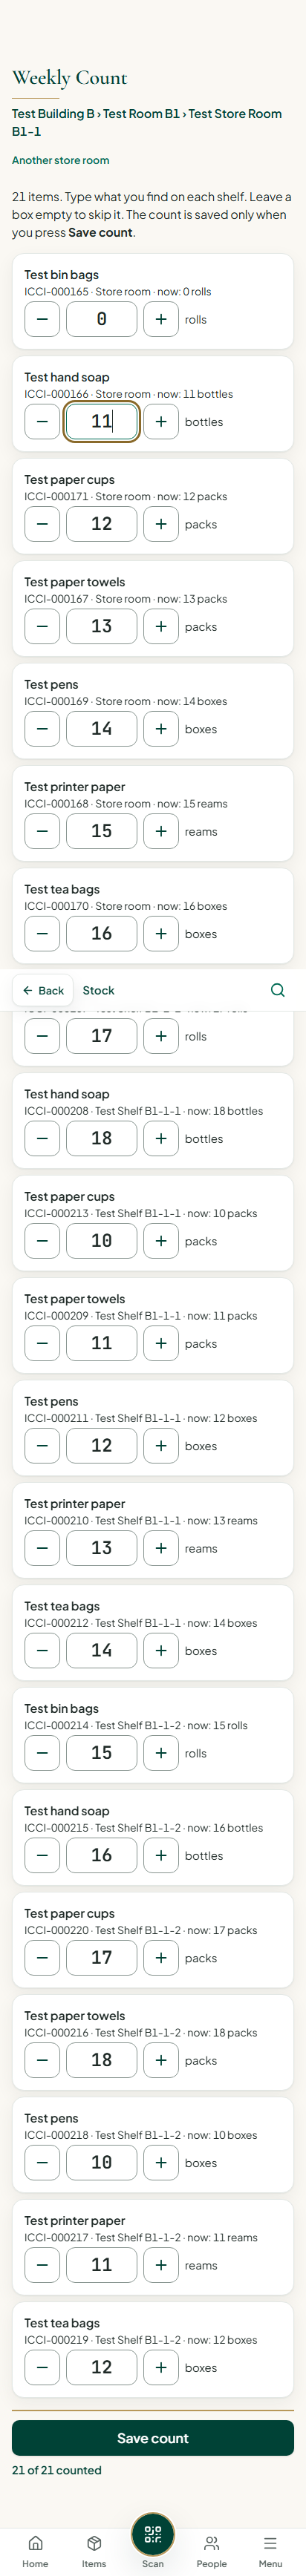 Weekly Count
Test Building B › Test Room B1 › Test Store Room
B1-1
Another store room
21 items. Type what you find on each shelf. Leave a
box empty to skip it. The count is saved only when
you press Save count.
Test bin bags
ICCI-000165 · Store room · now: 0 rolls
− 0 + rolls
Test hand soap
ICCI-000166 · Store room · now: 11 bottles
− 11 + bottles
Test paper cups
ICCI-000171 · Store room · now: 12 packs
− 12 + packs
Test paper towels
ICCI-000167 · Store room · now: 13 packs
− 13 + packs
Test pens
ICCI-000169 · Store room · now: 14 boxes
− 14 + boxes
Test printer paper
ICCI-000168 · Store room · now: 15 reams
− 15 + reams
Test tea bags
ICCI-000170 · Store room · now: 16 boxes
− 16 + boxes
Back Stock
− 17 + rolls
Test hand soap
ICCI-000208 · Test Shelf B1-1-1 · now: 18 bottles
− 18 + bottles
Test paper cups
ICCI-000213 · Test Shelf B1-1-1 · now: 10 packs
− 10 + packs
Test paper towels
ICCI-000209 · Test Shelf B1-1-1 · now: 11 packs
− 11 + packs
Test pens
ICCI-000211 · Test Shelf B1-1-1 · now: 12 boxes
− 12 + boxes
Test printer paper
ICCI-000210 · Test Shelf B1-1-1 · now: 13 reams
− 13 + reams
Test tea bags
ICCI-000212 · Test Shelf B1-1-1 · now: 14 boxes
− 14 + boxes
Test bin bags
ICCI-000214 · Test Shelf B1-1-2 · now: 15 rolls
− 15 + rolls
Test hand soap
ICCI-000215 · Test Shelf B1-1-2 · now: 16 bottles
− 16 + bottles
Test paper cups
ICCI-000220 · Test Shelf B1-1-2 · now: 17 packs
− 17 + packs
Test paper towels
ICCI-000216 · Test Shelf B1-1-2 · now: 18 packs
− 18 + packs
Test pens
ICCI-000218 · Test Shelf B1-1-2 · now: 10 boxes
− 10 + boxes
Test printer paper
ICCI-000217 · Test Shelf B1-1-2 · now: 11 reams
− 11 + reams
Test tea bags
ICCI-000219 · Test Shelf B1-1-2 · now: 12 boxes
− 12 + boxes
Save count
21 of 21 counted
Home Items Scan People Menu